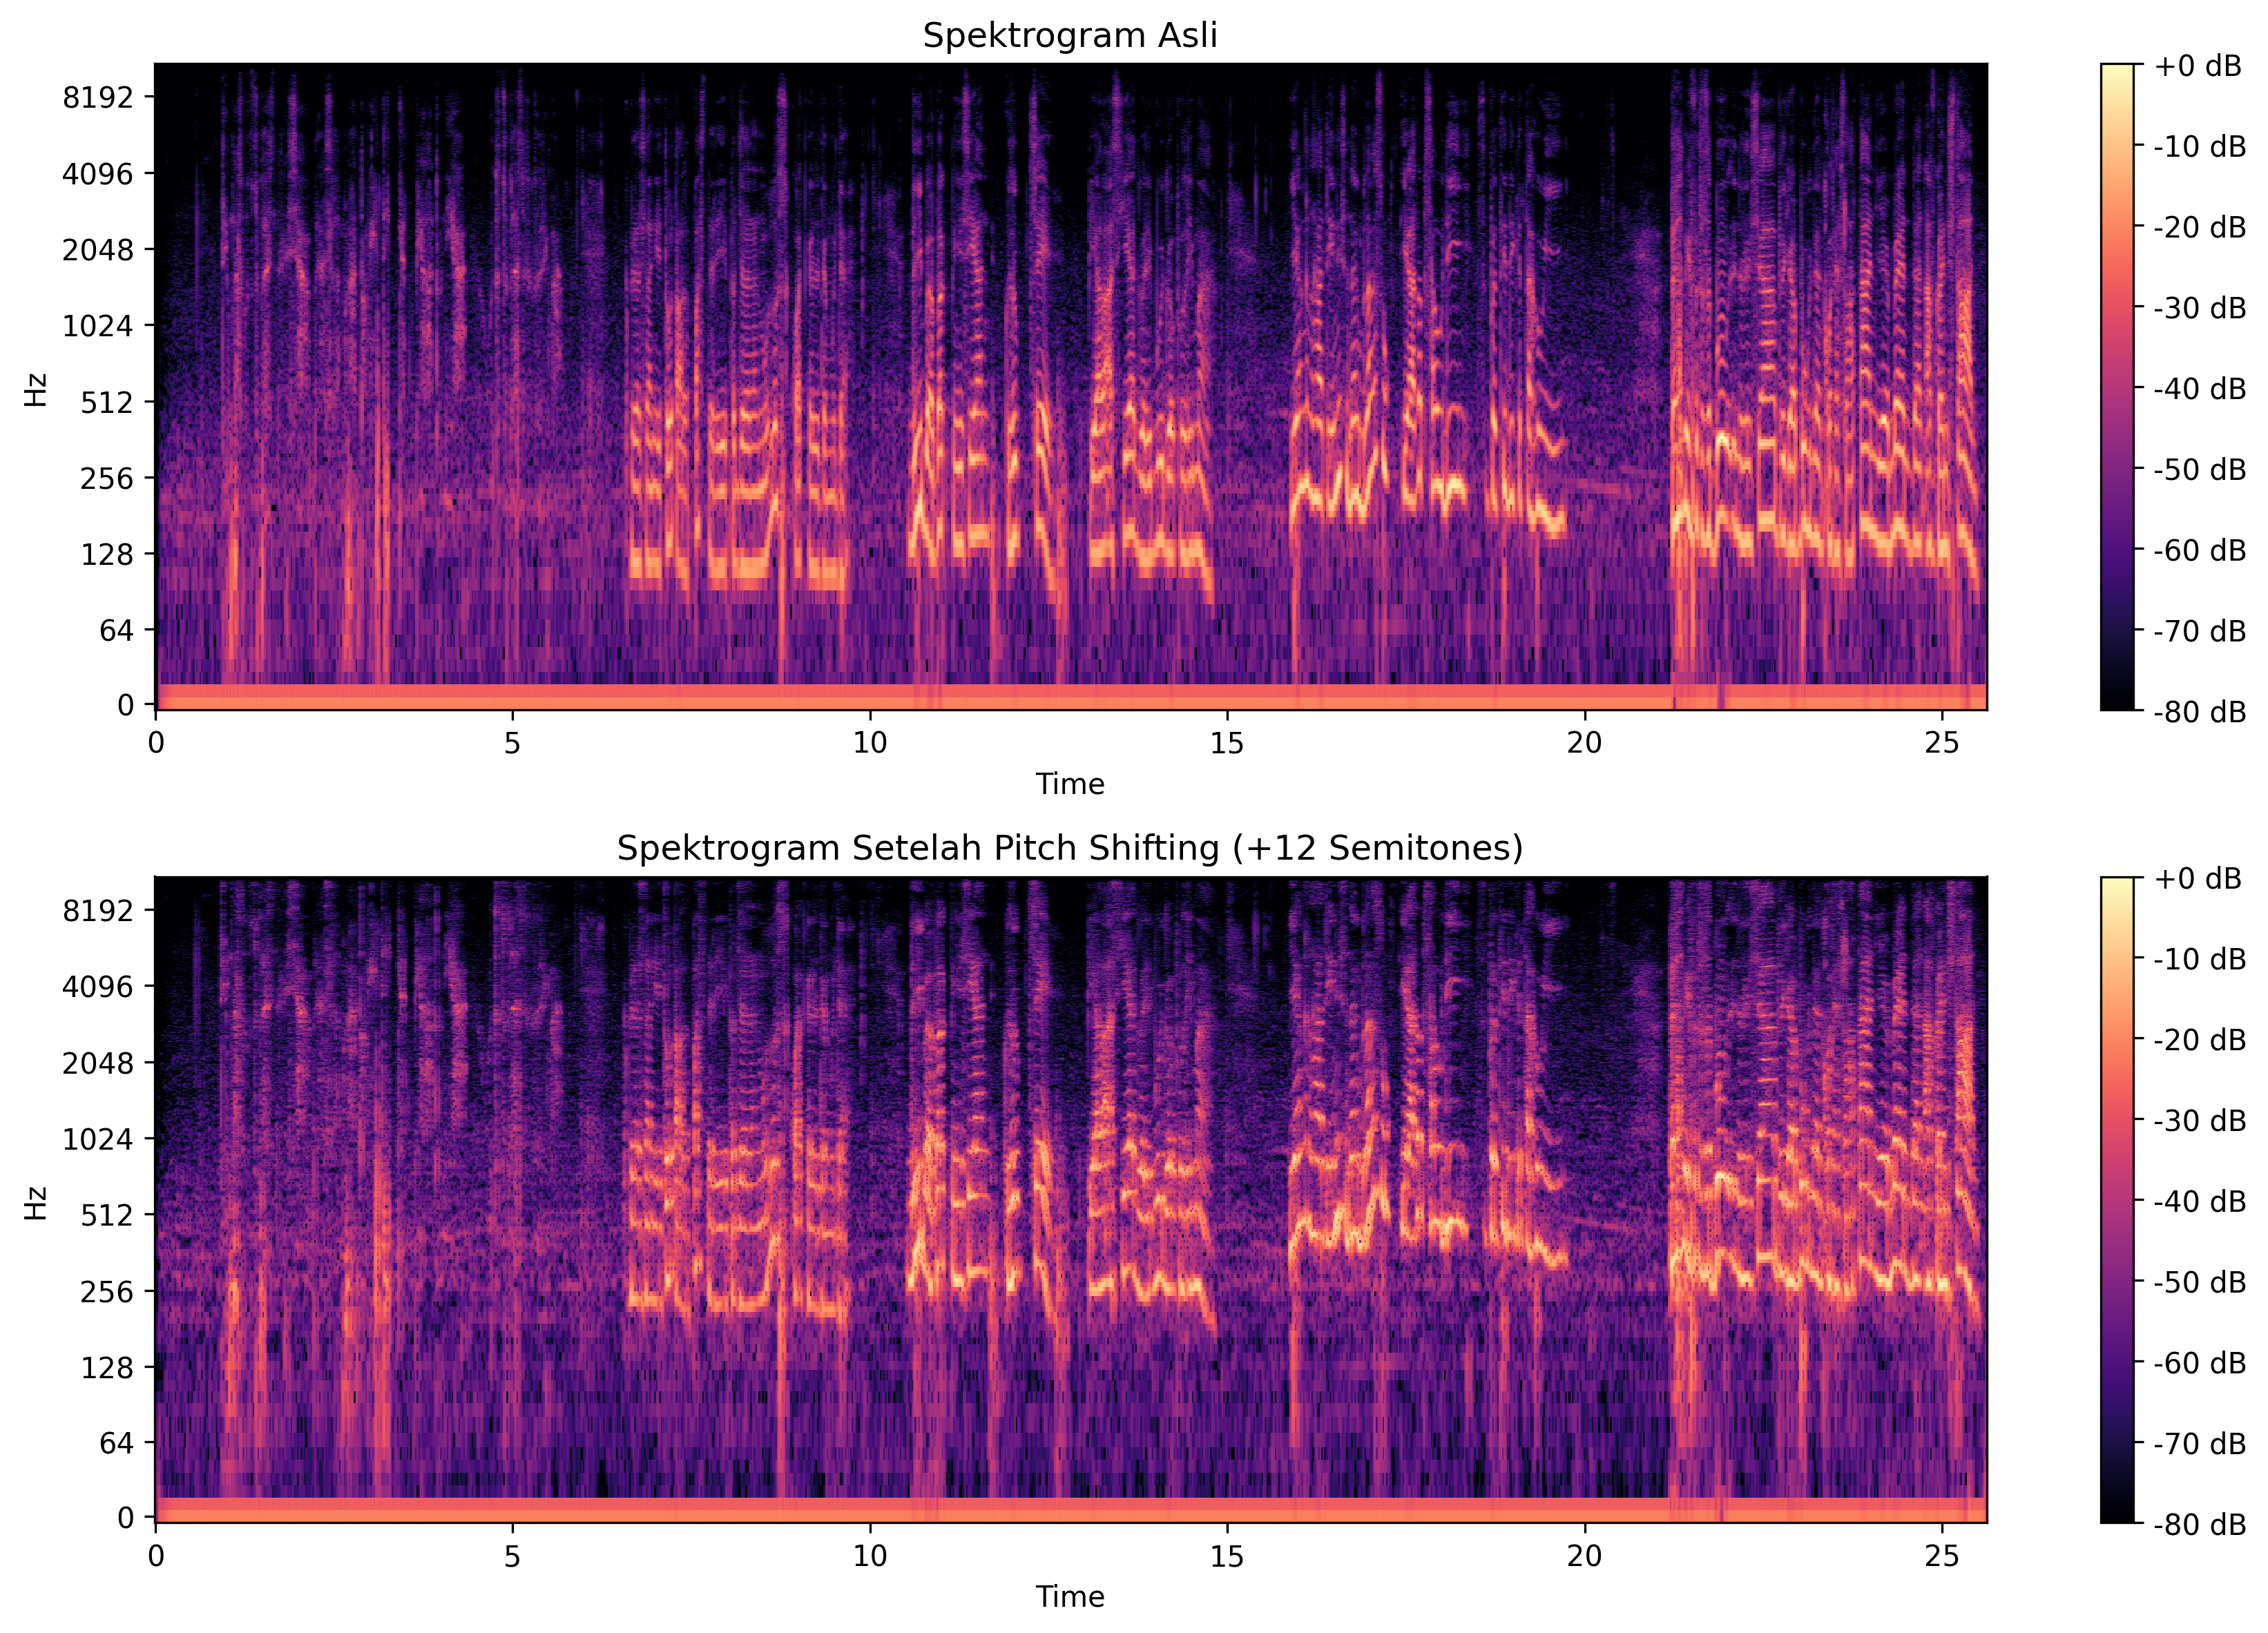 Spektrogram Asli
8192
4096
2048
1024
512
256
128
64
0
Hz
0 5 10 15 20 25
Time
+0 dB
-10 dB
-20 dB
-30 dB
-40 dB
-50 dB
-60 dB
-70 dB
-80 dB
Spektrogram Setelah Pitch Shifting (+12 Semitones)
8192
4096
2048
1024
512
256
128
64
0
Hz
0 5 10 15 20 25
Time
+0 dB
-10 dB
-20 dB
-30 dB
-40 dB
-50 dB
-60 dB
-70 dB
-80 dB